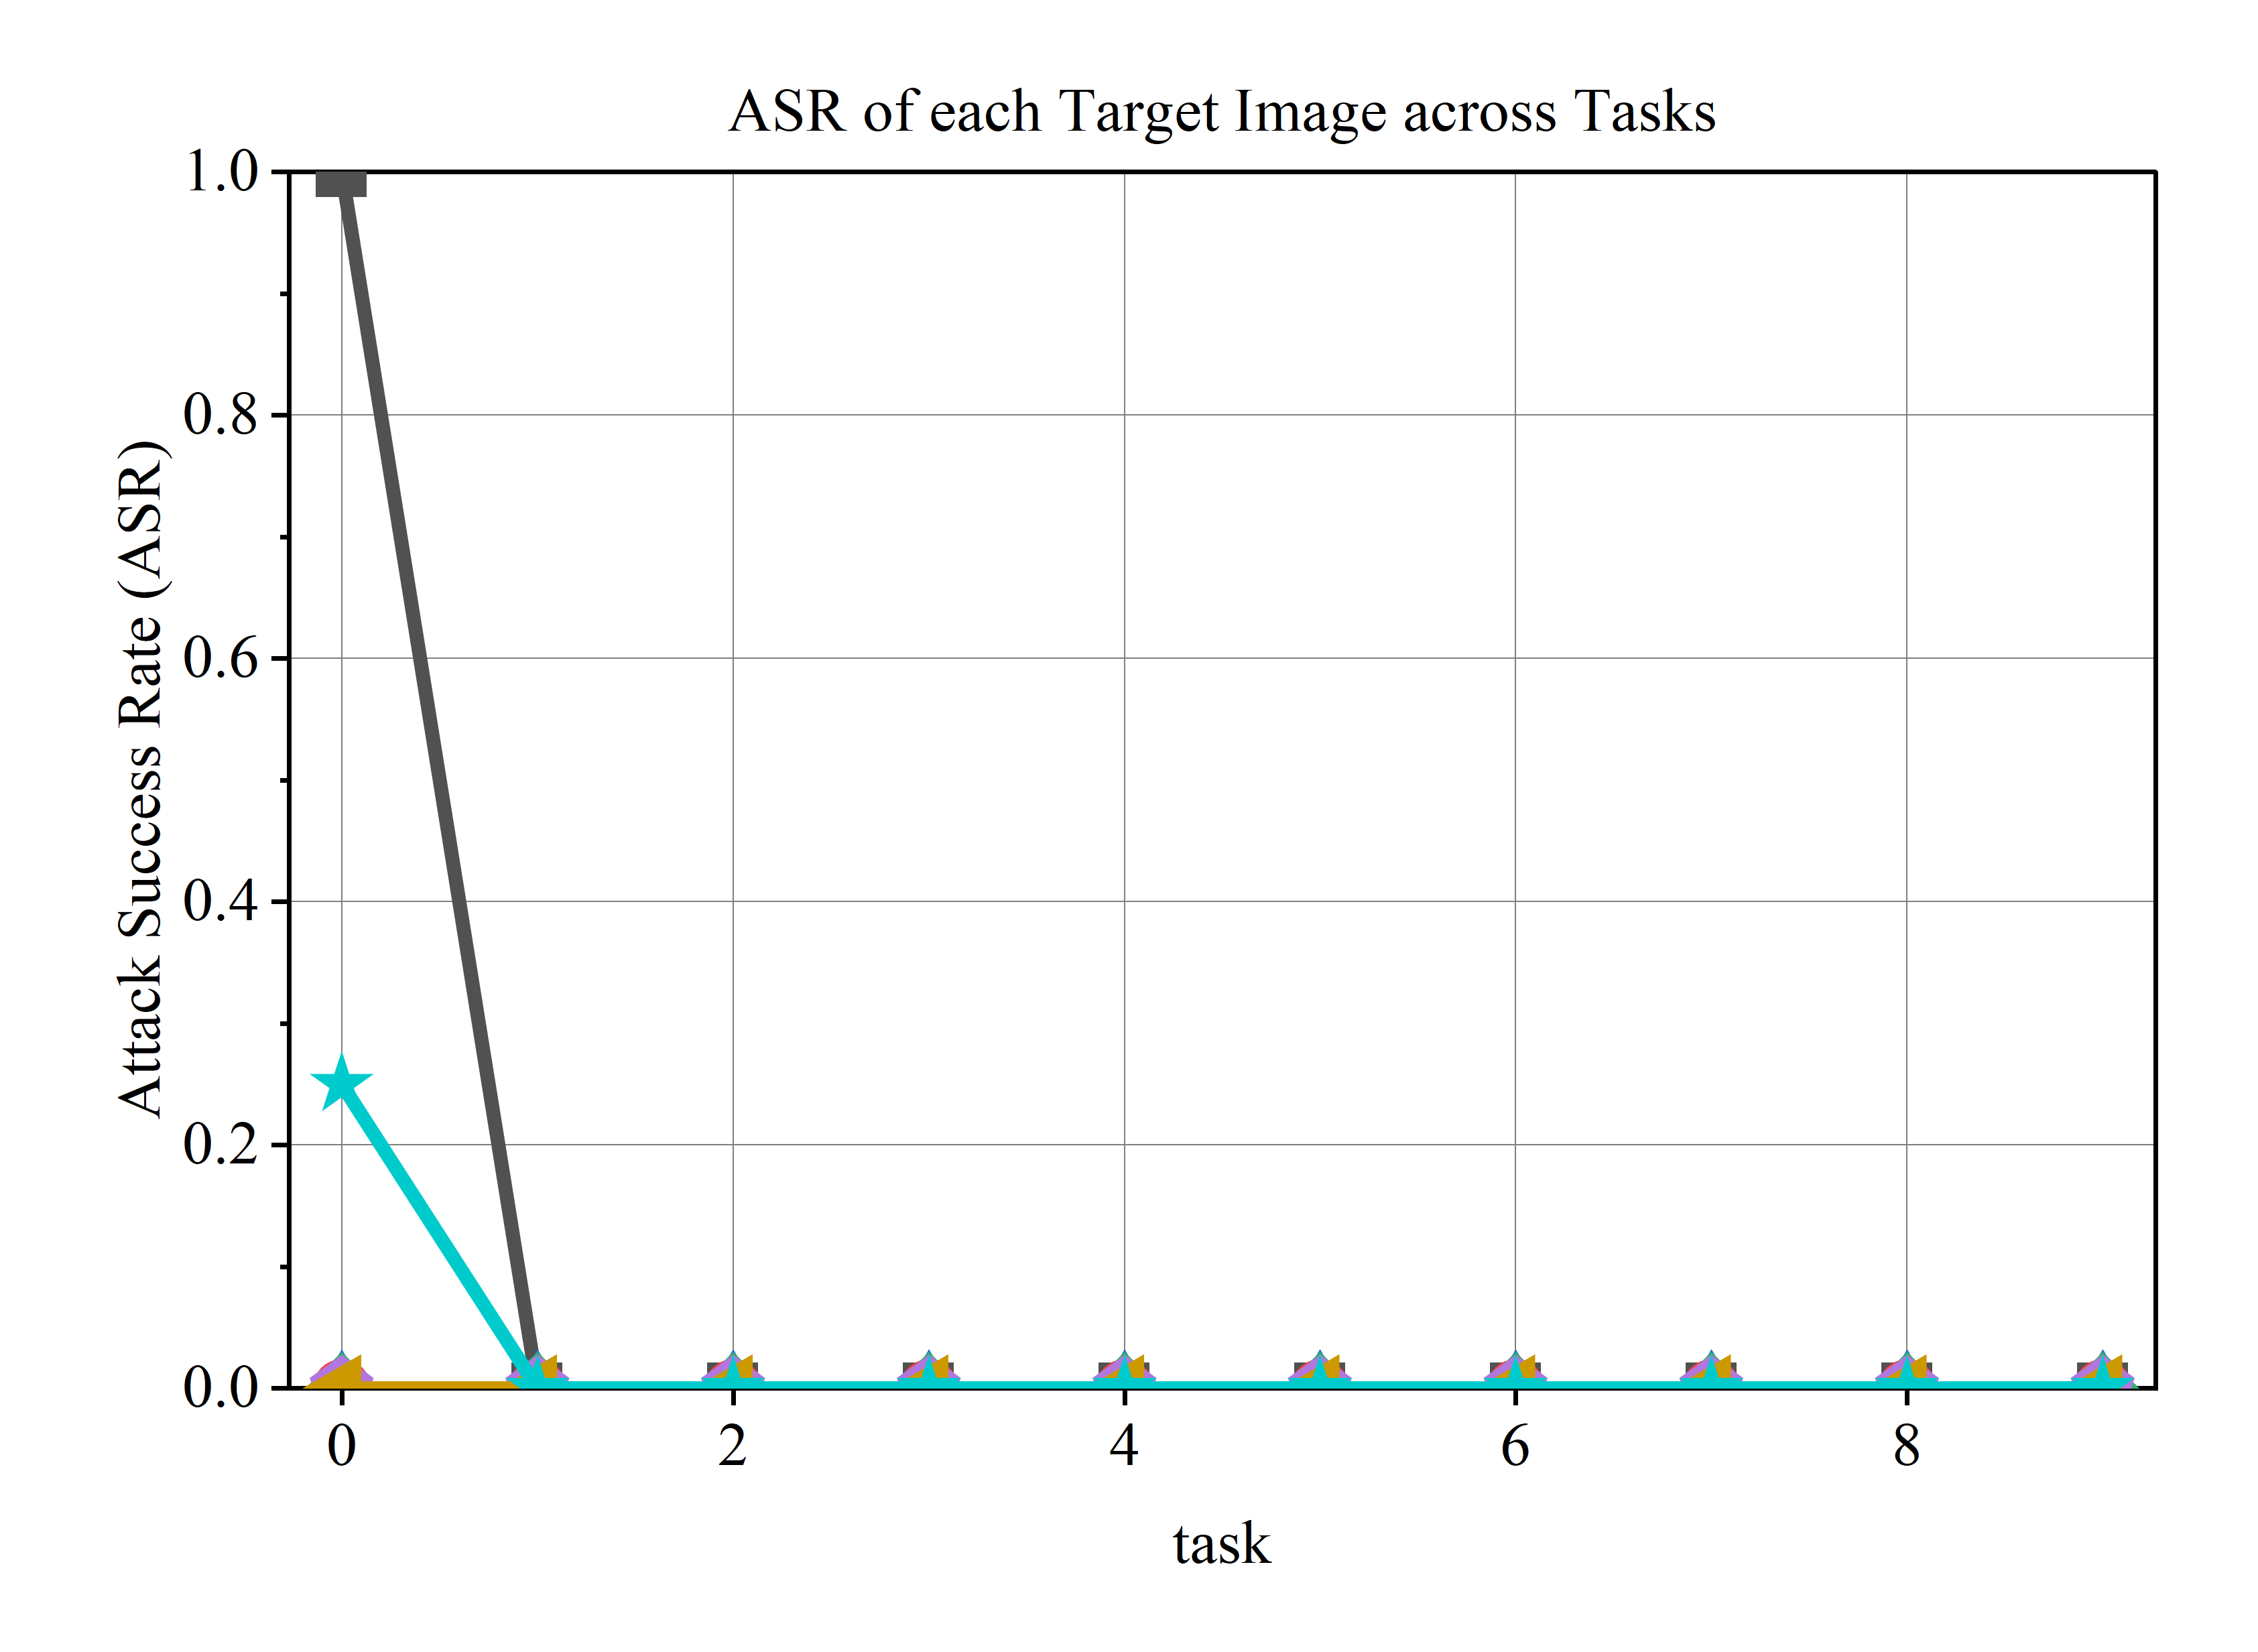 ASR of each Target Image across Tasks
1.0
0.8
0.6
0.4
0.2
0.0
Attack Success Rate (ASR)
0 2 4 6 8
task